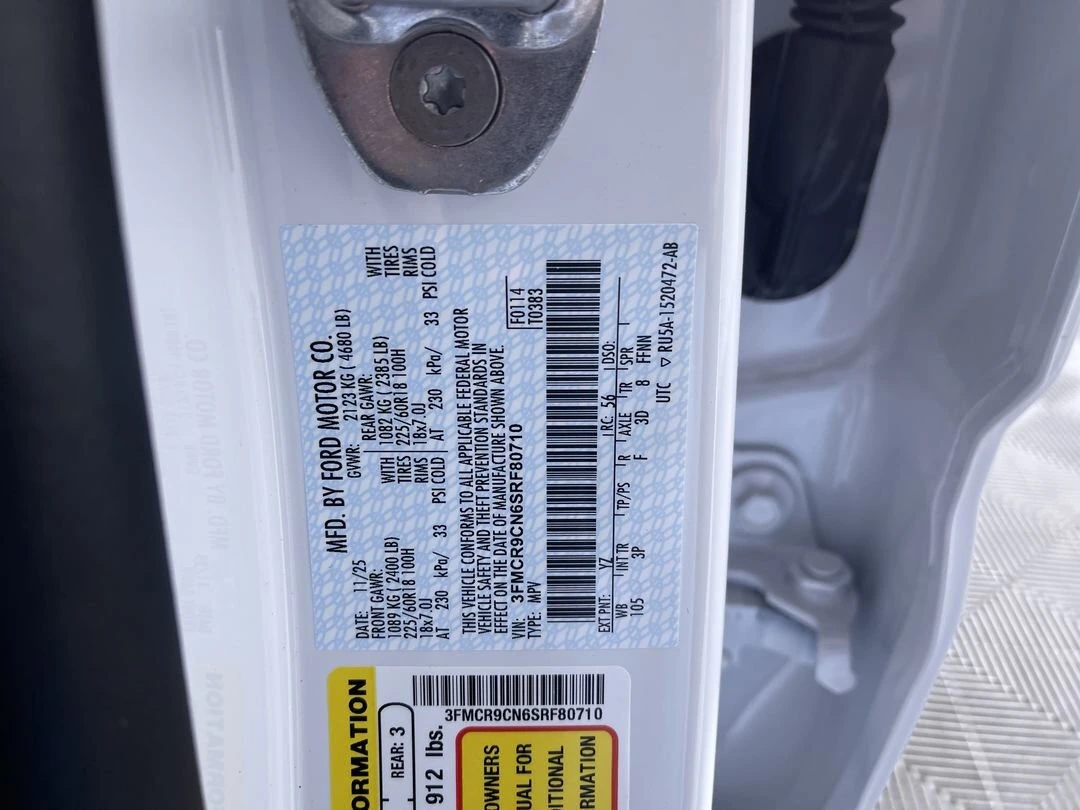 MFD. BY FORD MOTOR CO.
DATE: 11/25
GVWR: 2123 KG ( 4680 LB)
FRONT GAWR:
1089 KG ( 2400 LB) WITH
225/60R18 100H TIRES
18x7.0J RIMS
AT 230 kPa/ 33 PSI COLD
REAR GAWR:
1082 KG ( 2385 LB) WITH
225/60R18 100H TIRES
18x7.0J RIMS
AT 230 kPa/ 33 PSI COLD
THIS VEHICLE CONFORMS TO ALL APPLICABLE FEDERAL MOTOR
VEHICLE SAFETY AND THEFT PREVENTION STANDARDS IN
EFFECT ON THE DATE OF MANUFACTURE SHOWN ABOVE.
VIN: 3FMCR9CN6SRF80710
TYPE: MPV
F0114
T0383
EXT PNT: YZ RC: 56 DSO:
WB INT TR TP/PS R AXLE TR SPR
105 3P F 3D 8 FFNN
UTC ▽ RU5A-1520472-AB
ORMATION
REAR: 3
912 lbs.
3FMCR9CN6SRF80710
OWNERS
UAL FOR
ITIONAL
RMATION